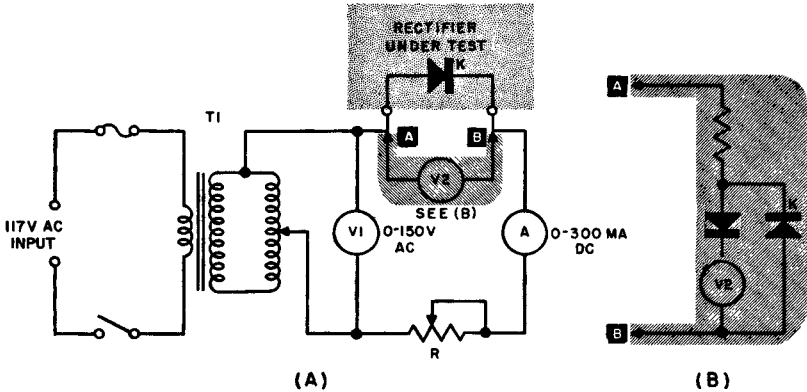 RECTIFIER
UNDER TEST
K
T1
A
B
V2
SEE (B)
117V AC
INPUT
V1
0-150V
AC
A
0-300 MA
DC
R
(A)
A
K
V2
B
(B)